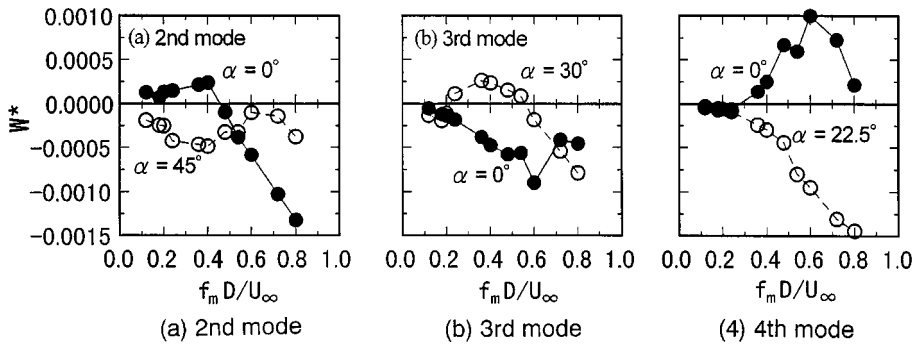 0.0010
0.0005
0.0000
−0.0005
−0.0010
−0.0015
W*
(a) 2nd mode
α = 0°
α = 45°
0.0 0.2 0.4 0.6 0.8 1.0
f_m D/U_∞
(a) 2nd mode
(b) 3rd mode
α = 30°
α = 0°
0.0 0.2 0.4 0.6 0.8 1.0
f_m D/U_∞
(b) 3rd mode
α = 0°
α = 22.5°
0.0 0.2 0.4 0.6 0.8 1.0
f_m D/U_∞
(4) 4th mode